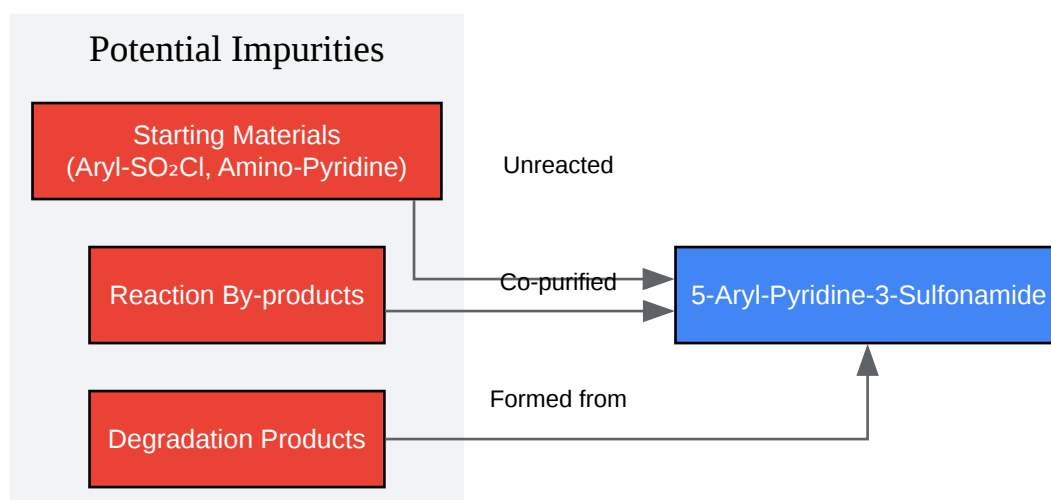 Potential Impurities
Starting Materials
(Aryl-SO₂Cl, Amino-Pyridine)
Unreacted
Reaction By-products
Co-purified
5-Aryl-Pyridine-3-Sulfonamide
Formed from
Degradation Products